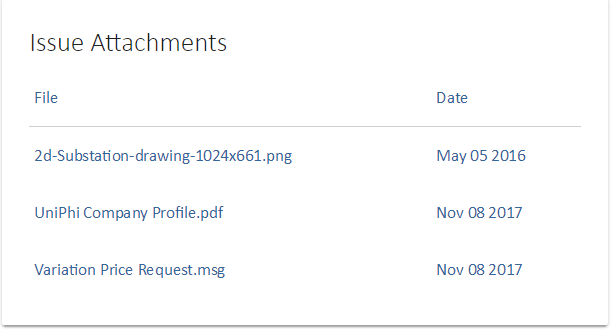 Issue Attachments
File Date
2d-Substation-drawing-1024x661.png May 05 2016
UniPhi Company Profile.pdf Nov 08 2017
Variation Price Request.msg Nov 08 2017